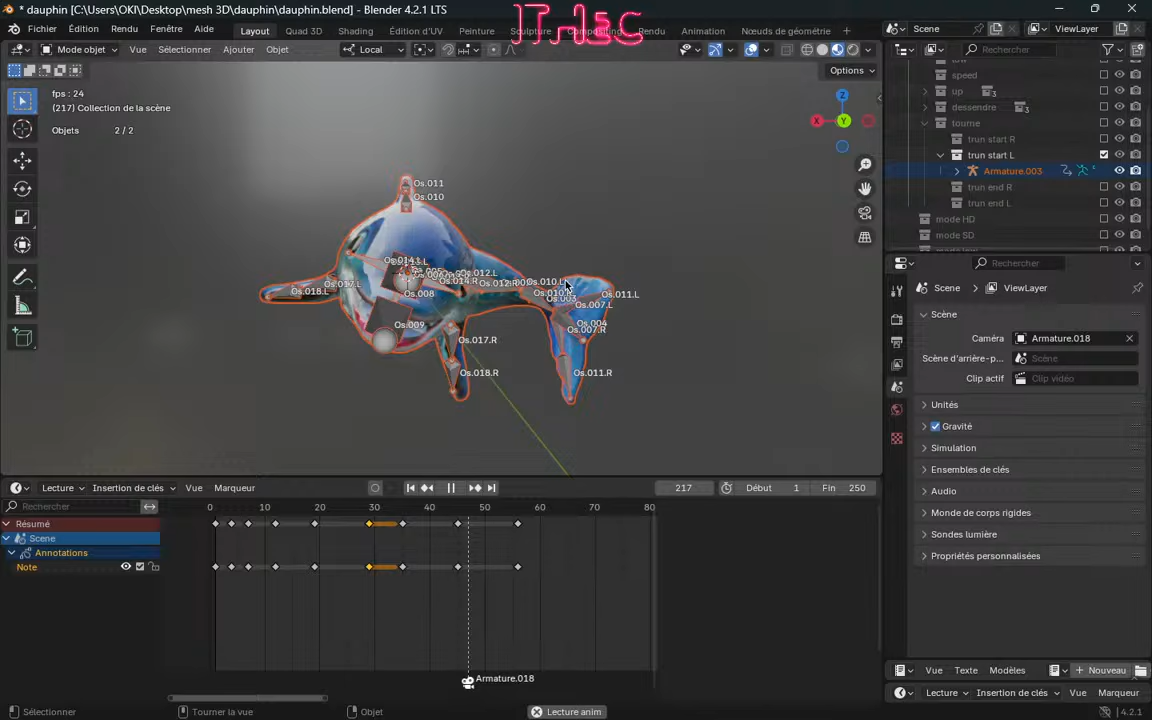 * dauphin [C:\Users\OKI\Desktop\mesh 3D\dauphin\dauphin.blend] - Blender 4.2.1 LTS
Fichier Édition Rendu Fenêtre Aide Layout Quad 3D Shading Édition d'UV Peinture Sculpture Compositing Rendu Animation Nœuds de géométrie Scene ViewLayer
Mode objet Vue Sélectionner Ajouter Objet Local Rechercher
Options
fps : 24
(217) Collection de la scène
Objets 2 / 2
Z
X
Y
speed
up 3
dessendre 3
tourne
trun start R
trun start L
Armature.003
trun end R
trun end L
mode HD
mode SD
Os.011
Os.010
Os.012.L
Os.014.R
Os.010.L
Os.011.L
Os.018.L
Os.017.L
Os.008
Os.003
Os.007.L
Os.009
Os.004
Os.007.R
Os.017.R
Os.018.R
Os.011.R
Rechercher
Scene ViewLayer
Scène
Caméra Armature.018
Scène d'arrière-p... Scène
Clip actif Clip vidéo
Unités
Gravité
Simulation
Ensembles de clés
Audio
Monde de corps rigides
Sondes lumière
Propriétés personnalisées
Lecture Insertion de clés Vue Marqueur 217 Début 1 Fin 250
Rechercher 0 10 20 30 40 50 60 70 80
Résumé
Scene
Annotations
Note
Armature.018
Vue Texte Modèles Nouveau
Lecture Insertion de clés Vue Marqueur
Sélectionner Tourner la vue Objet Lecture anim 4.2.1